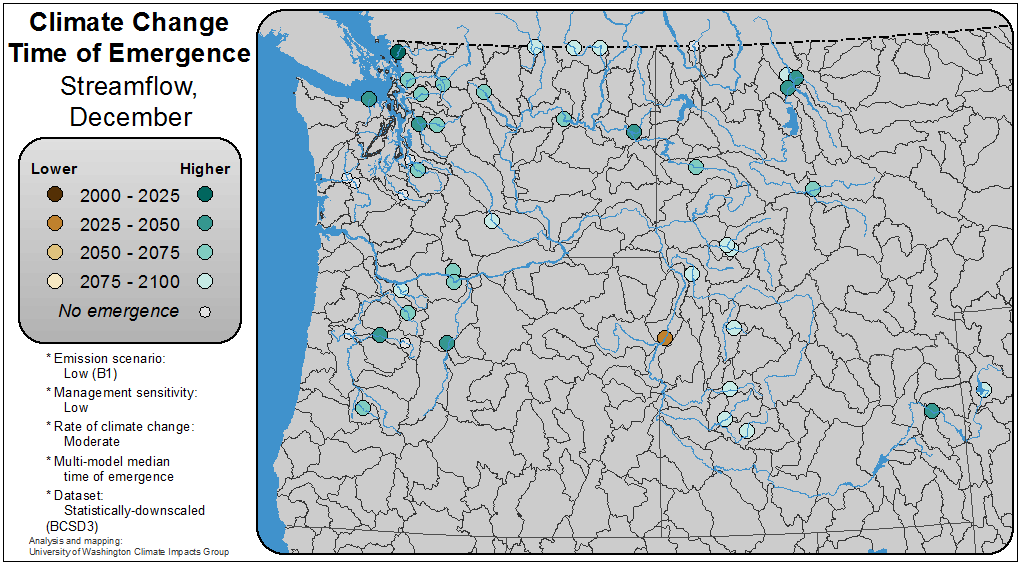 Climate Change
Time of Emergence
Streamflow,
December
Lower Higher
2000 - 2025
2025 - 2050
2050 - 2075
2075 - 2100
No emergence
* Emission scenario:
Low (B1)
* Management sensitivity:
Low
* Rate of climate change:
Moderate
* Multi-model median
time of emergence
* Dataset:
Statistically-downscaled
(BCSD3)
Analysis and mapping:
University of Washington Climate Impacts Group